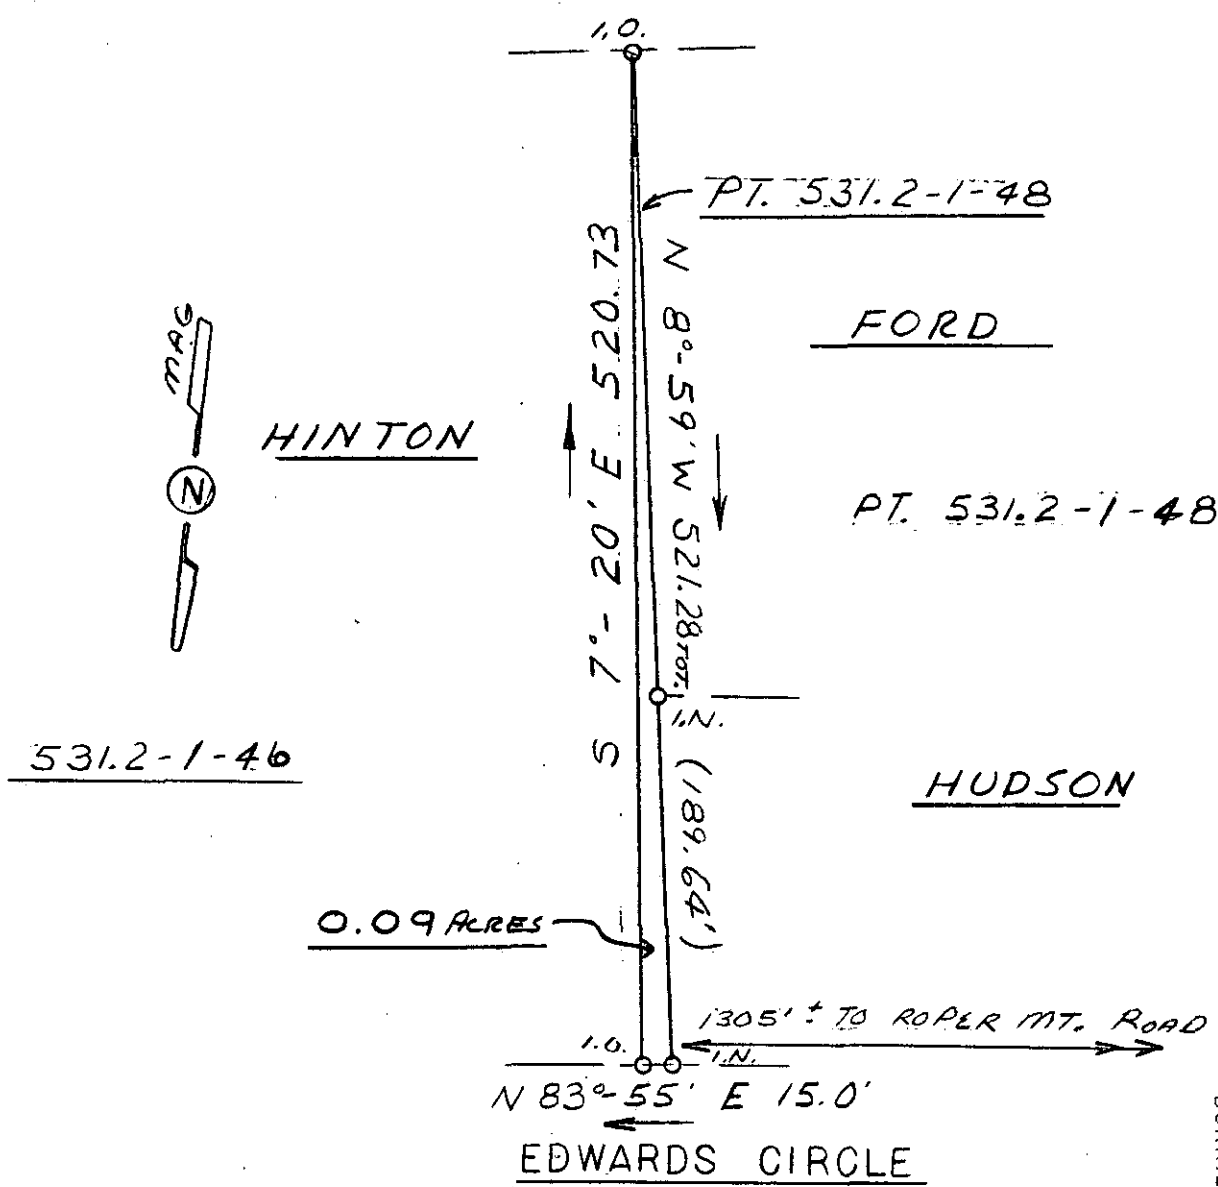 I.O.
PT. 531.2-1-48
N 8°-59' W 521.28 TOT.
S 7°-20' E 520.73
FORD
MAG
N
HINTON
PT. 531.2-1-48
I.N.
(189.64')
531.2-1-46
HUDSON
0.09 ACRES
1305' ± TO ROPER MT. ROAD
I.O.
I.N.
N 83°-55' E 15.0'
EDWARDS CIRCLE